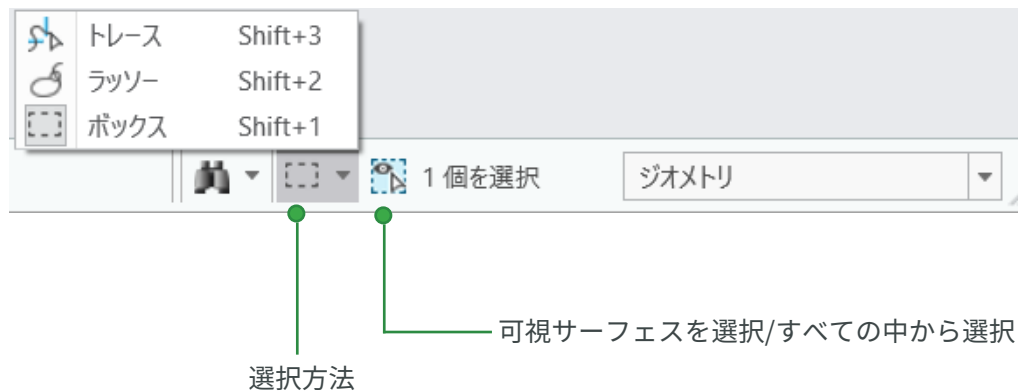 トレース Shift+3
ラッソー Shift+2
ボックス Shift+1
1 個を選択 ジオメトリ
可視サーフェスを選択/すべての中から選択
選択方法